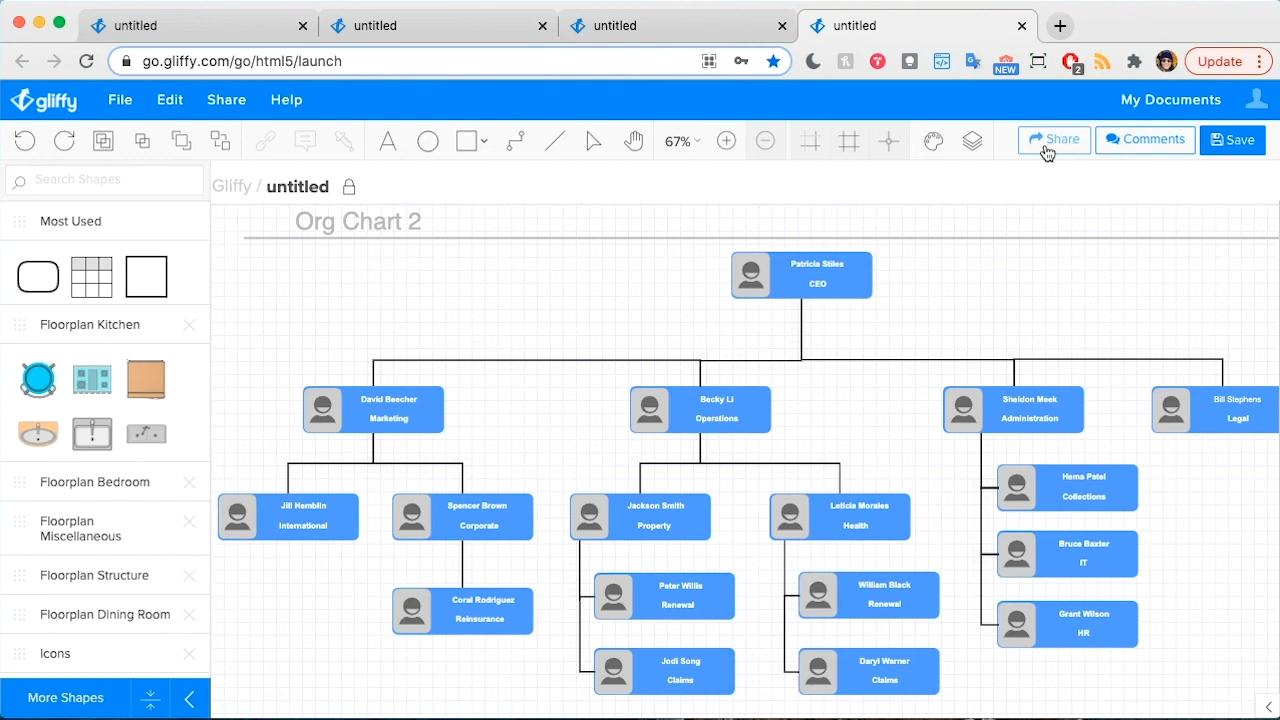 untitled
untitled
untitled
untitled
go.gliffy.com/go/html5/launch
NEW
2
Update
gliffy
File
Edit
Share
Help
My Documents
67%
Share
Comments
Save
Search Shapes
Gliffy / untitled
Most Used
Floorplan Kitchen
Floorplan Bedroom
Floorplan
Miscellaneous
Floorplan Structure
Floorplan Dining Room
Icons
More Shapes
Org Chart 2
Patricia Stiles
CEO
David Beecher
Marketing
Becky Li
Operations
Sheldon Meek
Administration
Bill Stephens
Legal
Jill Hemblin
International
Spencer Brown
Corporate
Coral Rodriguez
Reinsurance
Jackson Smith
Property
Peter Willis
Renewal
Jodi Song
Claims
Leticia Morales
Health
William Black
Renewal
Daryl Warner
Claims
Hema Patel
Collections
Bruce Baxter
IT
Grant Wilson
HR